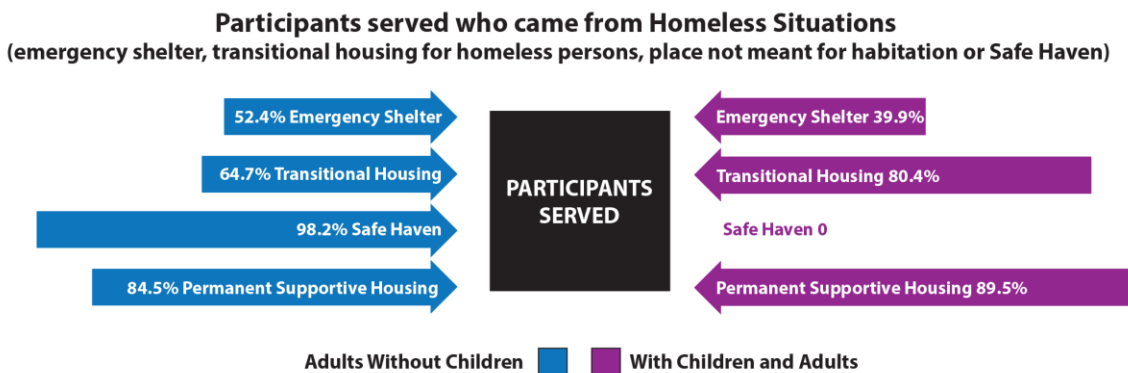 Participants served who came from Homeless Situations
(emergency shelter, transitional housing for homeless persons, place not meant for habitation or Safe Haven)
52.4% Emergency Shelter
64.7% Transitional Housing
98.2% Safe Haven
84.5% Permanent Supportive Housing
PARTICIPANTS
SERVED
Emergency Shelter 39.9%
Transitional Housing 80.4%
Safe Haven 0
Permanent Supportive Housing 89.5%
Adults Without Children
With Children and Adults